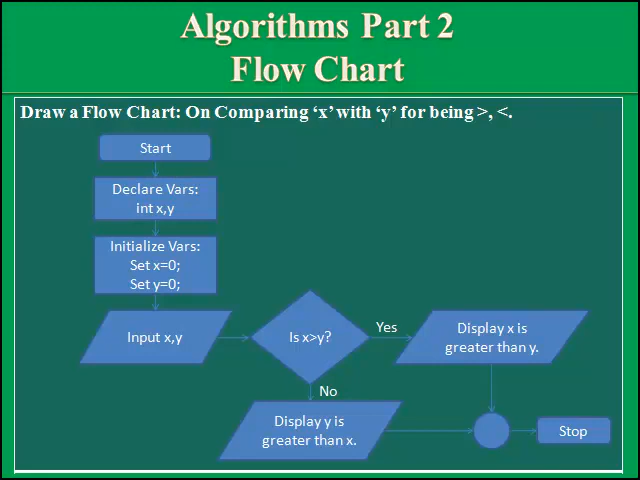 Algorithms Part 2
Flow Chart
Draw a Flow Chart: On Comparing ‘x’ with ‘y’ for being >, <.
Start
Declare Vars:
int x,y
Initialize Vars:
Set x=0;
Set y=0;
Input x,y
Is x>y?
Yes
Display x is
greater than y.
No
Display y is
greater than x.
Stop